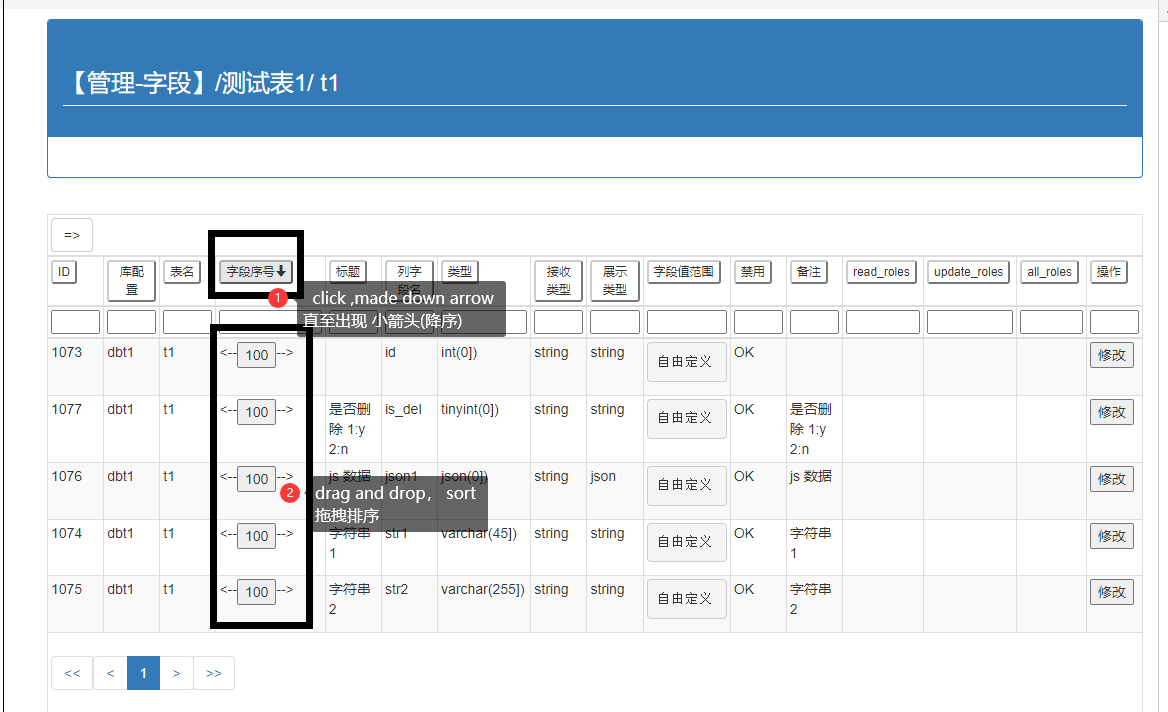 【管理-字段】/测试表1/ t1
=>
ID 库配置 表名 字段序号 标题 列字段名 类型 接收类型 展示类型 字段值范围 禁用 备注 read_roles update_roles all_roles 操作
1 click ,made down arrow
直至出现 小箭头(降序)
1073 dbt1 t1 <-- 100 --> id int(0]) string string 自由定义 OK 修改
1077 dbt1 t1 <-- 100 --> 是否删 is_del tinyint(0]) string string 自由定义 OK 是否删 修改
除 1:y 除 1:y
2:n 2:n
1076 dbt1 t1 <-- 100 --> js 数据 json1 json(0]) string json 自由定义 OK js 数据 修改
2 drag and drop， sort
拖拽排序
1074 dbt1 t1 <-- 100 --> 字符串 str1 varchar(45]) string string 自由定义 OK 字符串 修改
1 1
1075 dbt1 t1 <-- 100 --> 字符串 str2 varchar(255]) string string 自由定义 OK 字符串 修改
2 2
<< < 1 > >>